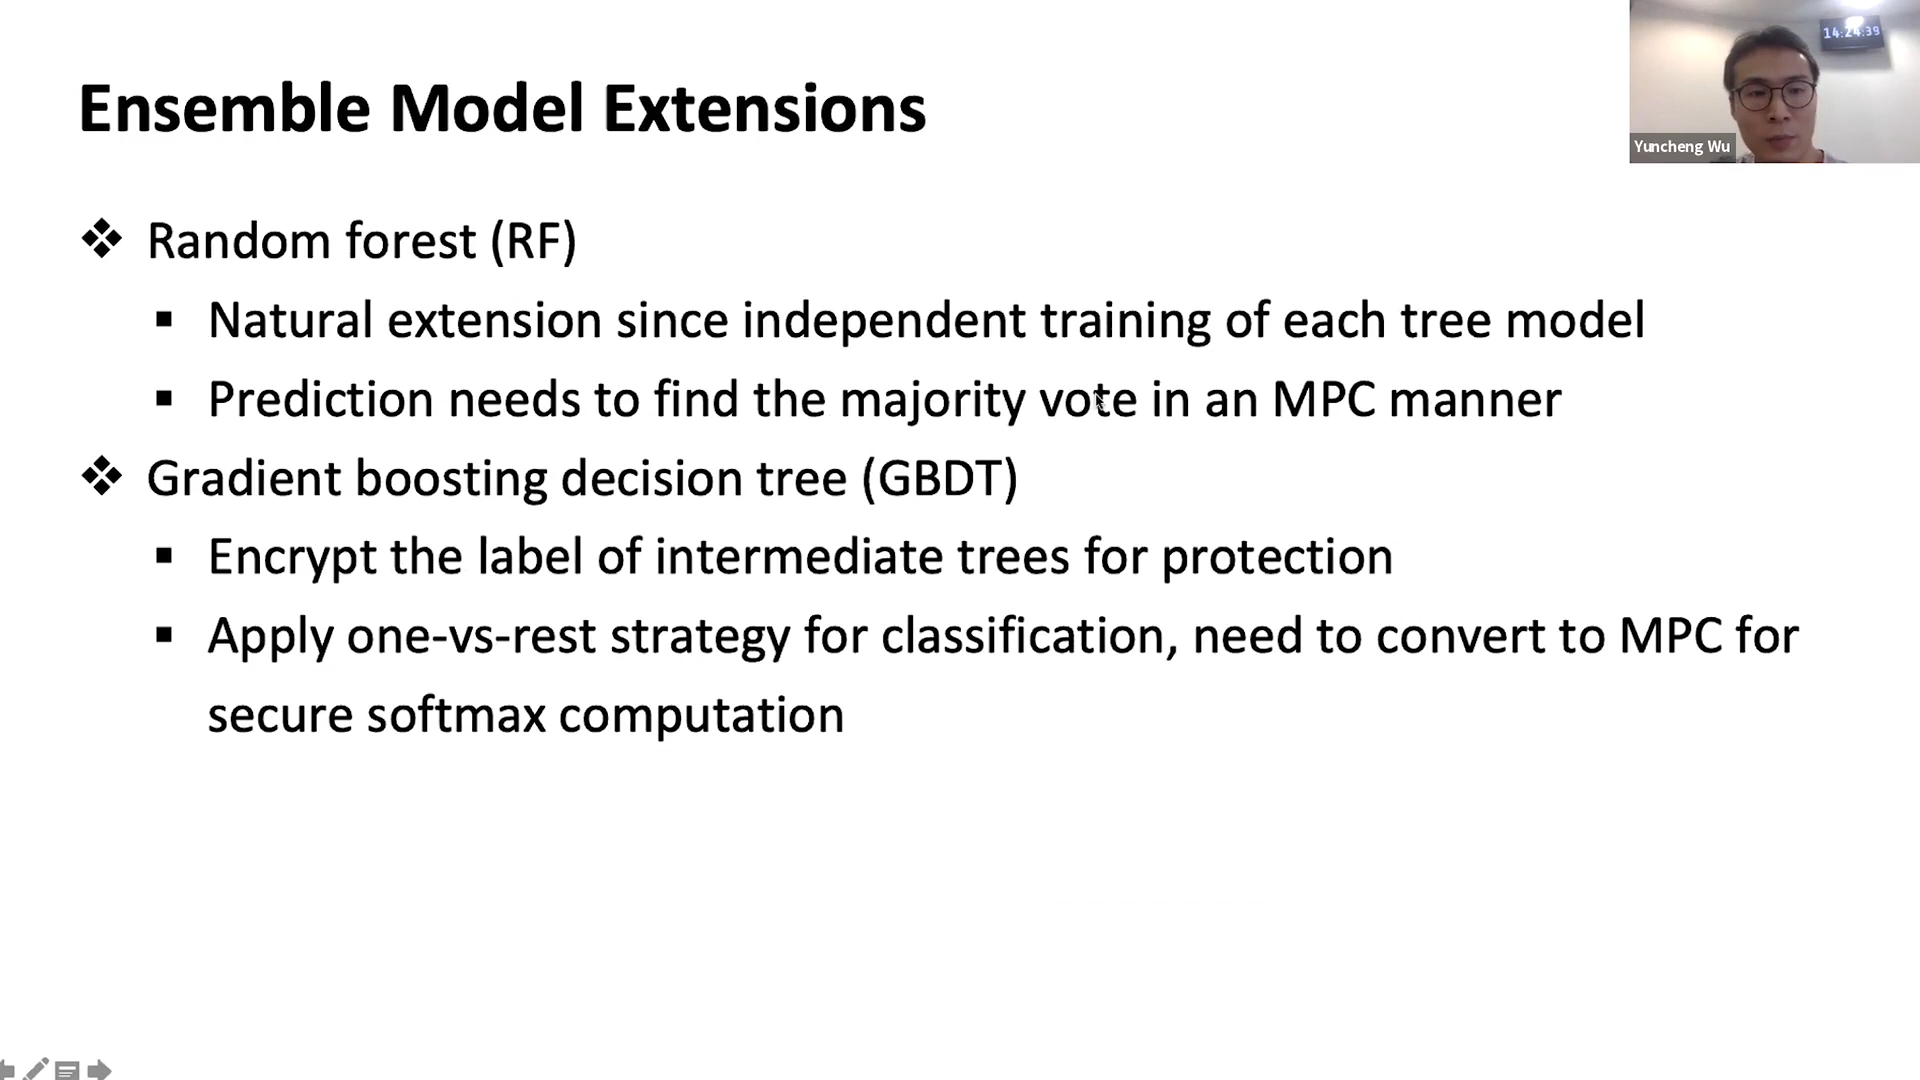 14:24:39
Yuncheng Wu
Ensemble Model Extensions
❖ Random forest (RF)
▪ Natural extension since independent training of each tree model
▪ Prediction needs to find the majority vote in an MPC manner
❖ Gradient boosting decision tree (GBDT)
▪ Encrypt the label of intermediate trees for protection
▪ Apply one-vs-rest strategy for classification, need to convert to MPC for
secure softmax computation